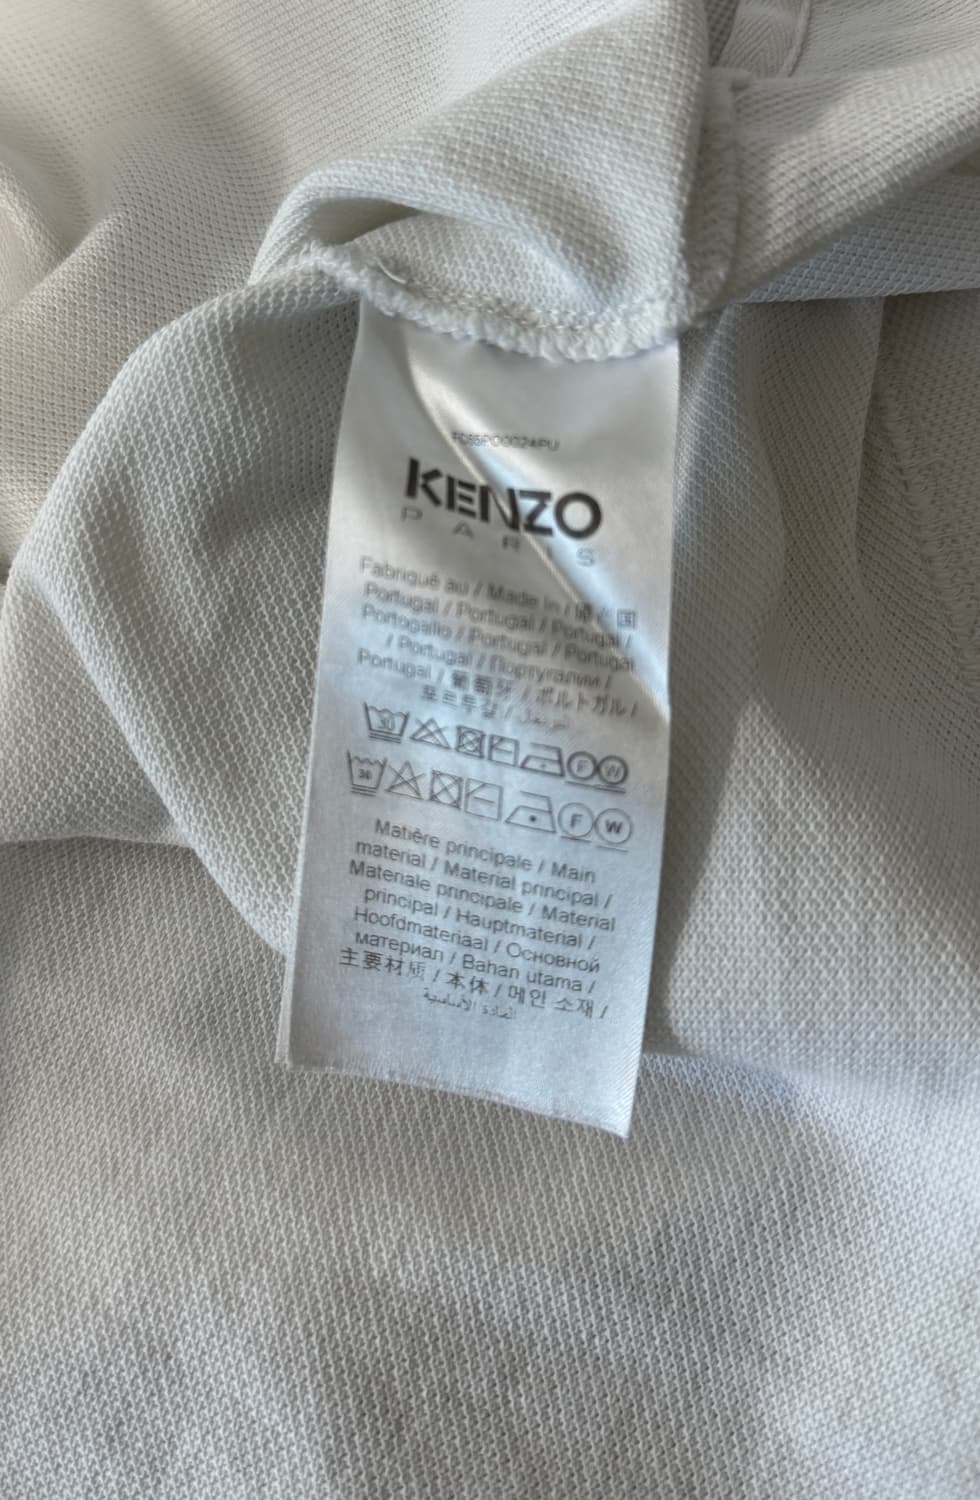 KENZO
PARIS
Fabriqué au / Made in /
Portugal / Portugal / Portugal /
Portogallo / Portugal / Portugal
/ Portugal / Португалии /
Portugal / 葡萄牙 / ポルトガル /
포르투갈 /
30
F W
30
F W
Matière principale / Main
material / Material principal /
Materiale principale / Material
principal / Hauptmaterial /
Hoofdmateriaal / Основной
материал / Bahan utama /
主要材质 / 本体 / 메인 소재 /
المادة الأساسية